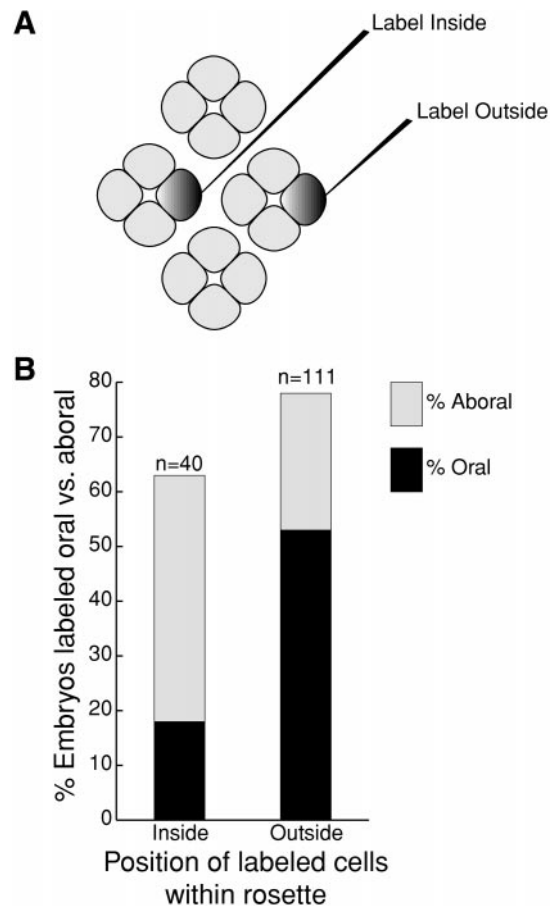 A
Label Inside
Label Outside
B
% Embryos labeled oral vs. aboral
80
70
60
50
40
30
20
10
0
n=40
n=111
% Aboral
% Oral
Inside
Outside
Position of labeled cells
within rosette